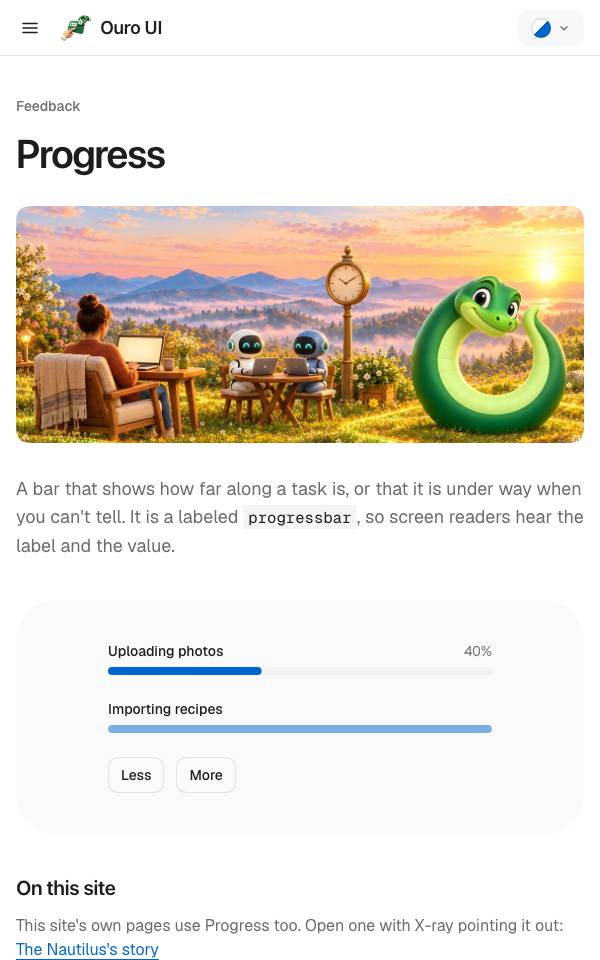 Ouro UI
Feedback
Progress
A bar that shows how far along a task is, or that it is under way when
you can't tell. It is a labeled progressbar, so screen readers hear the
label and the value.
Uploading photos 40%
Importing recipes
Less More
On this site
This site's own pages use Progress too. Open one with X-ray pointing it out:
The Nautilus's story